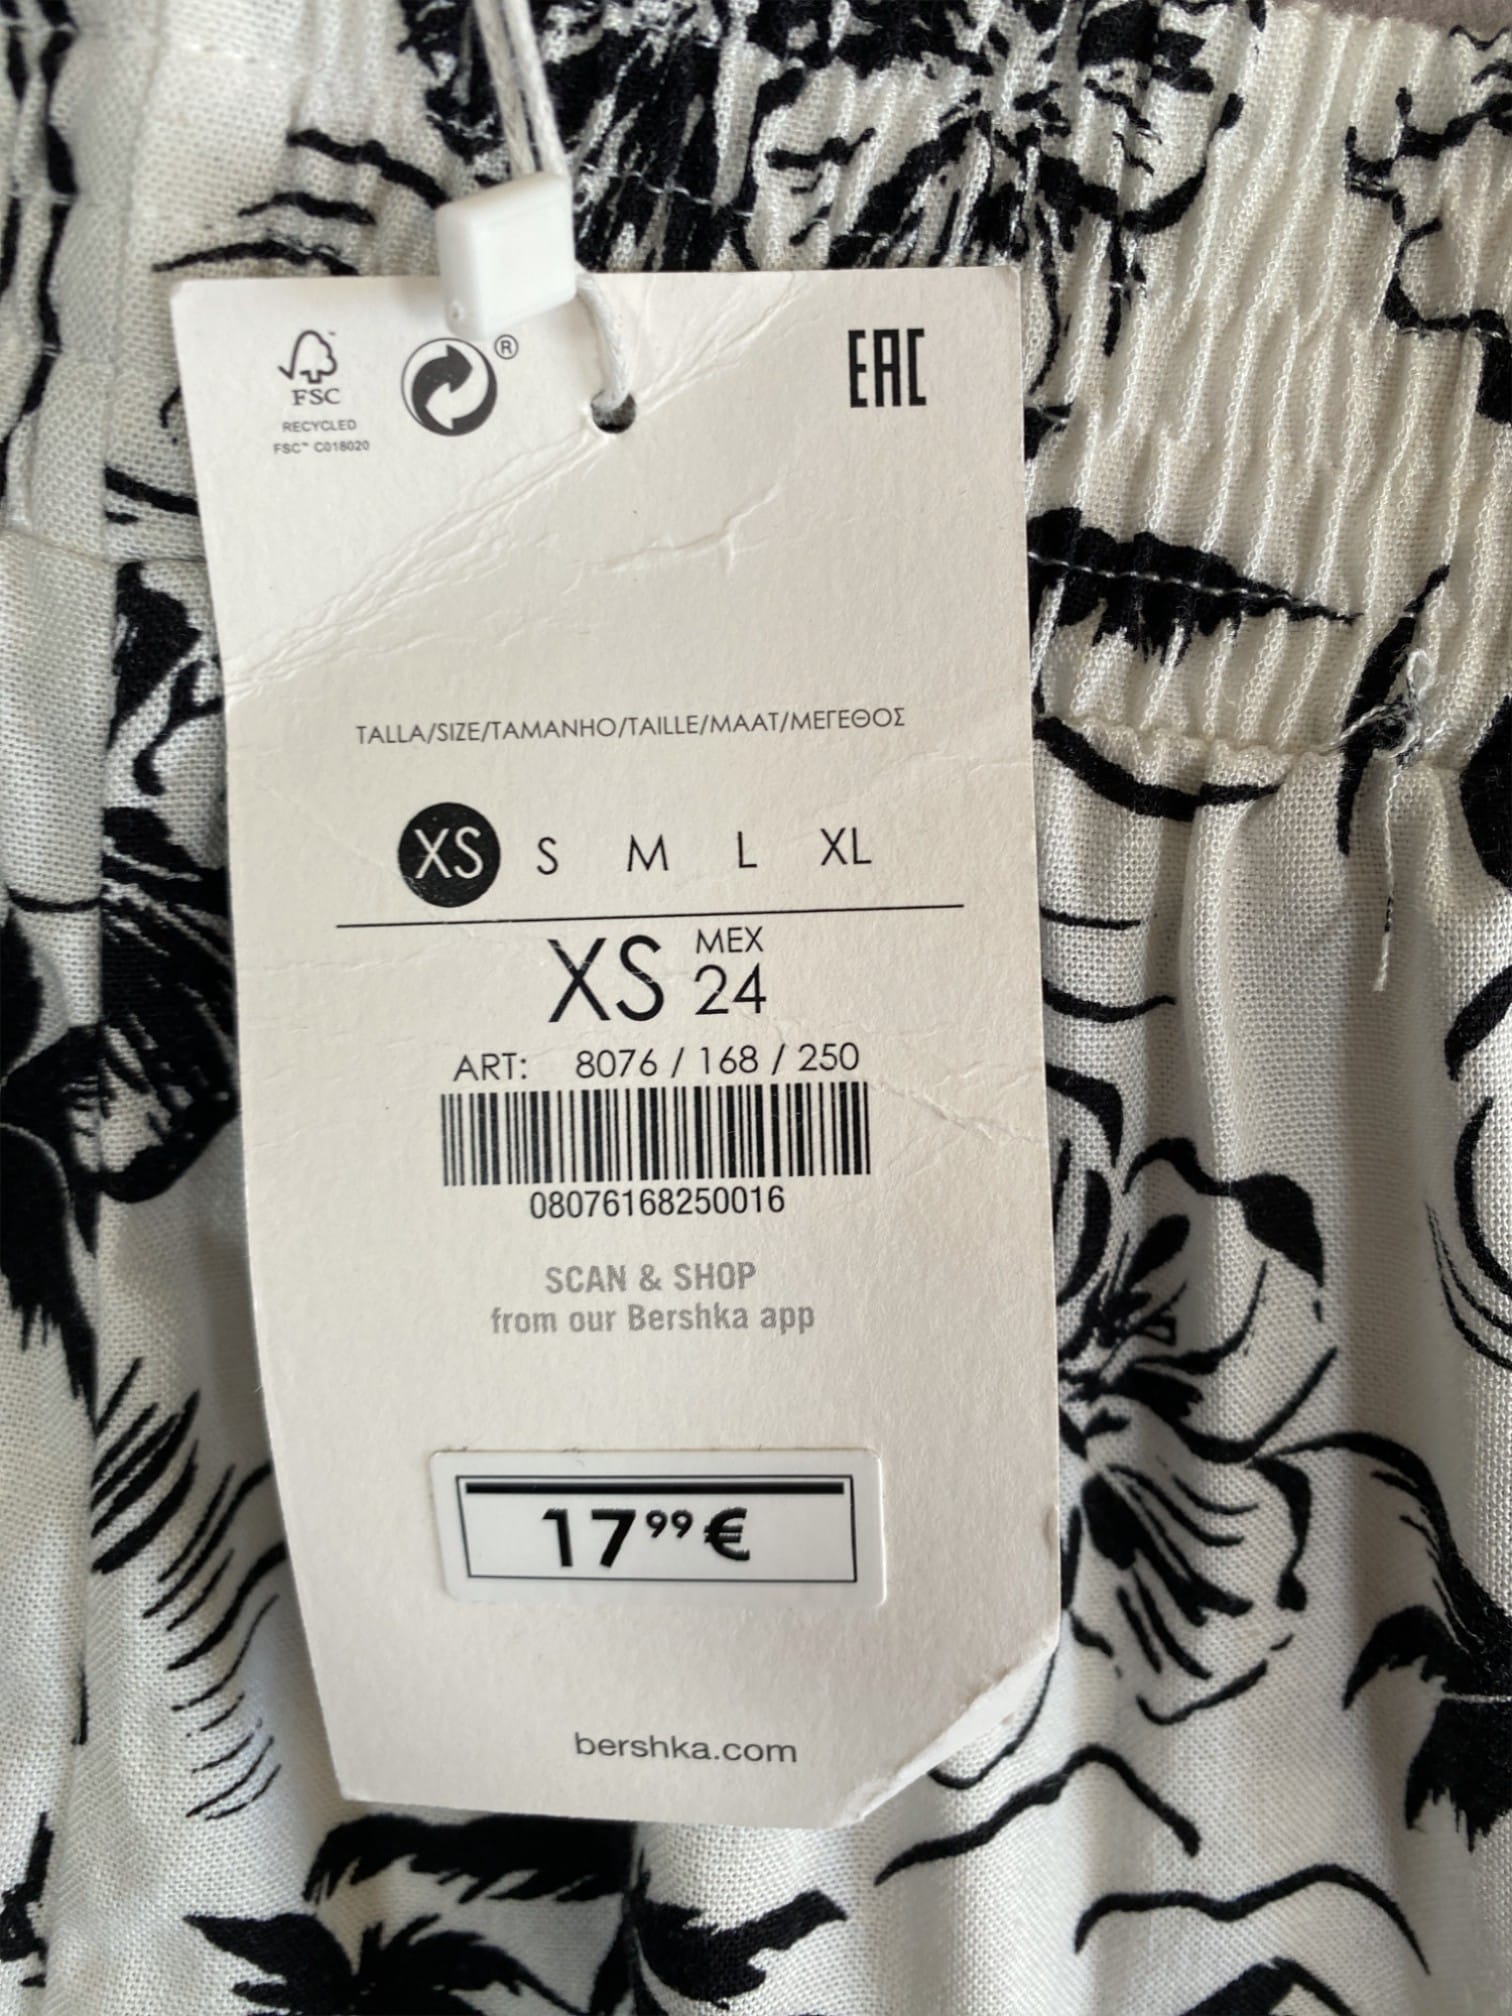 FSC
RECYCLED
FSC™ C018020
®
EAC
TALLA/SIZE/TAMANHO/TAILLE/MAAT/ΜΕΓΕΘΟΣ
XS S M L XL
XS MEX 24
ART: 8076 / 168 / 250
08076168250016
SCAN & SHOP
from our Bershka app
17⁹⁹€
bershka.com